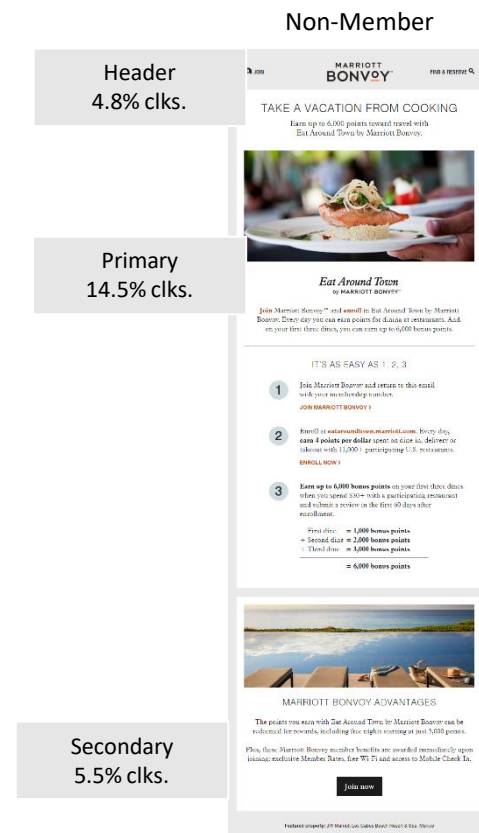 Non-Member
Header
4.8% clks.
JOIN
MARRIOTT
BONVOY
FIND & RESERVE
TAKE A VACATION FROM COOKING
Earn up to 6,000 points toward travel with
Eat Around Town by Marriott Bonvoy.
Primary
14.5% clks.
Eat Around Town
by MARRIOTT BONVOY™
Join Marriott Bonvoy™ and enroll in Eat Around Town by Marriott
Bonvoy. Every day you can earn points for dining at restaurants. And
on your first three dines, you can earn up to 6,000 bonus points.
IT'S AS EASY AS 1, 2, 3
1
Join Marriott Bonvoy and return to this email
with your membership number.
JOIN MARRIOTT BONVOY ›
2
Enroll at eataroundtown.marriott.com. Every day,
earn 4 points per dollar spent on dine in, delivery or
takeout with 11,000+ participating U.S. restaurants.
ENROLL NOW ›
3
Earn up to 6,000 bonus points on your first three dines
when you spend $30+ with a participating restaurant
and submit a review in the first 60 days after
enrollment.
First dine = 1,000 bonus points
+ Second dine = 2,000 bonus points
+ Third dine = 3,000 bonus points
= 6,000 bonus points
MARRIOTT BONVOY ADVANTAGES
The points you earn with Eat Around Town by Marriott Bonvoy can be
redeemed for rewards, including free nights starting at just 5,000 points.
Plus, these Marriott Bonvoy member benefits are awarded immediately upon
joining: exclusive Member Rates, free Wi-Fi and access to Mobile Check-In.
Secondary
5.5% clks.
Join now
Featured property: JW Marriott Los Cabos Beach Resort & Spa, Mexico